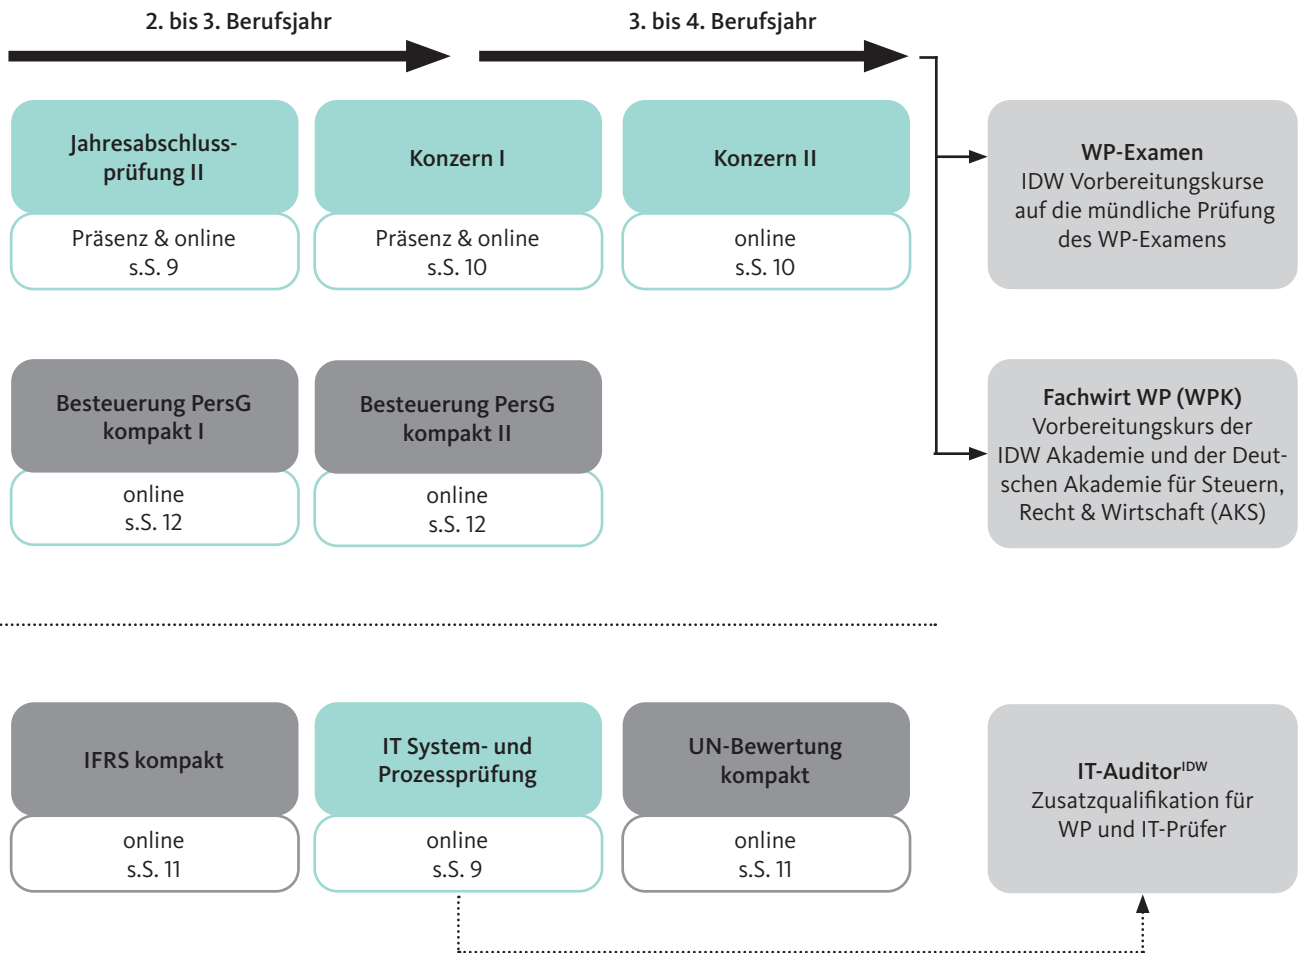 2. bis 3. Berufsjahr
3. bis 4. Berufsjahr
Jahresabschluss-
prüfung II
Präsenz & online
s.S. 9
Konzern I
Präsenz & online
s.S. 10
Konzern II
online
s.S. 10
WP-Examen
IDW Vorbereitungskurse
auf die mündliche Prüfung
des WP-Examens
Besteuerung PersG
kompakt I
online
s.S. 12
Besteuerung PersG
kompakt II
online
s.S. 12
Fachwirt WP (WPK)
Vorbereitungskurs der
IDW Akademie und der Deut-
schen Akademie für Steuern,
Recht & Wirtschaft (AKS)
IFRS kompakt
online
s.S. 11
IT System- und
Prozessprüfung
online
s.S. 9
UN-Bewertung
kompakt
online
s.S. 11
IT-Auditor IDW
Zusatzqualifikation für
WP und IT-Prüfer